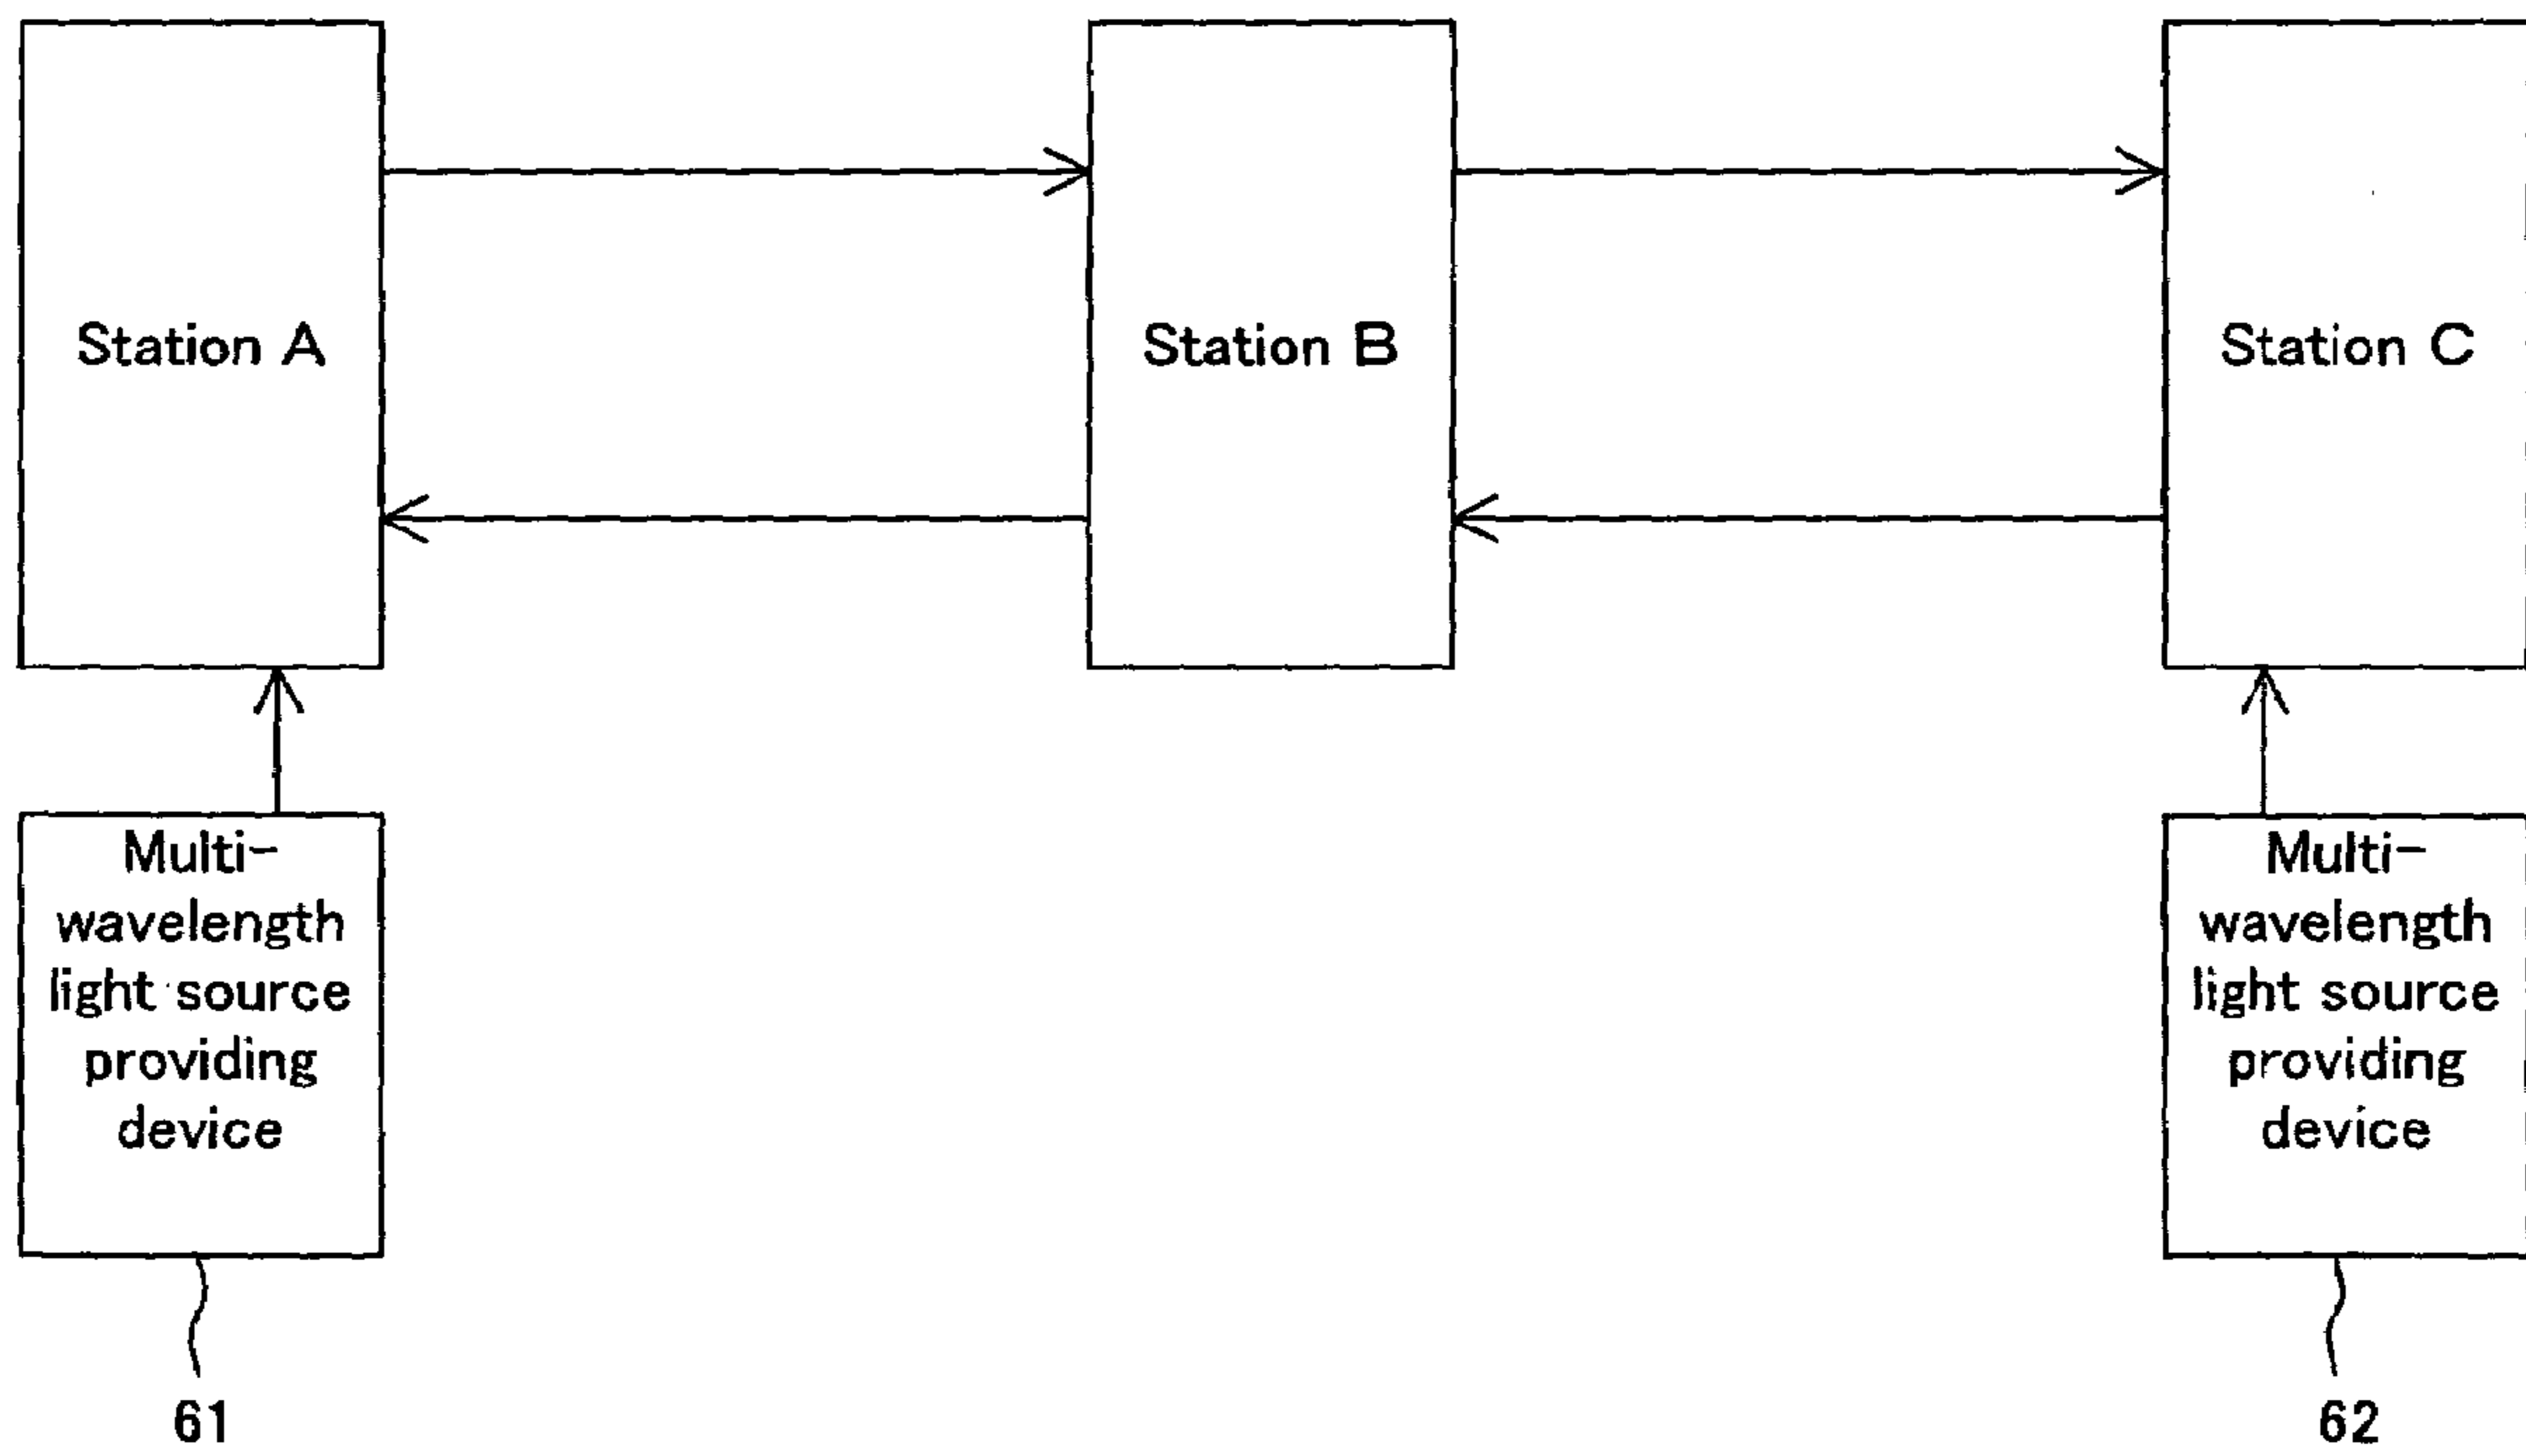 Station A
Station B
Station C
Multi-
wavelength
light source
providing
device
Multi-
wavelength
light source
providing
device
61
62